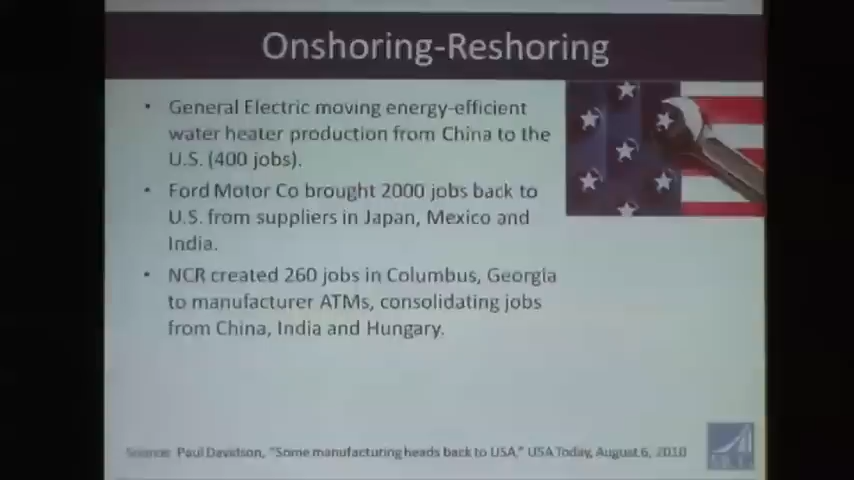 Onshoring-Reshoring
• General Electric moving energy-efficient
water heater production from China to the
U.S. (400 jobs).
• Ford Motor Co brought 2000 jobs back to
U.S. from suppliers in Japan, Mexico and
India.
• NCR created 260 jobs in Columbus, Georgia
to manufacturer ATMs, consolidating jobs
from China, India and Hungary.
Source: Paul Davidson, "Some manufacturing heads back to USA," USA Today, August 6, 2010